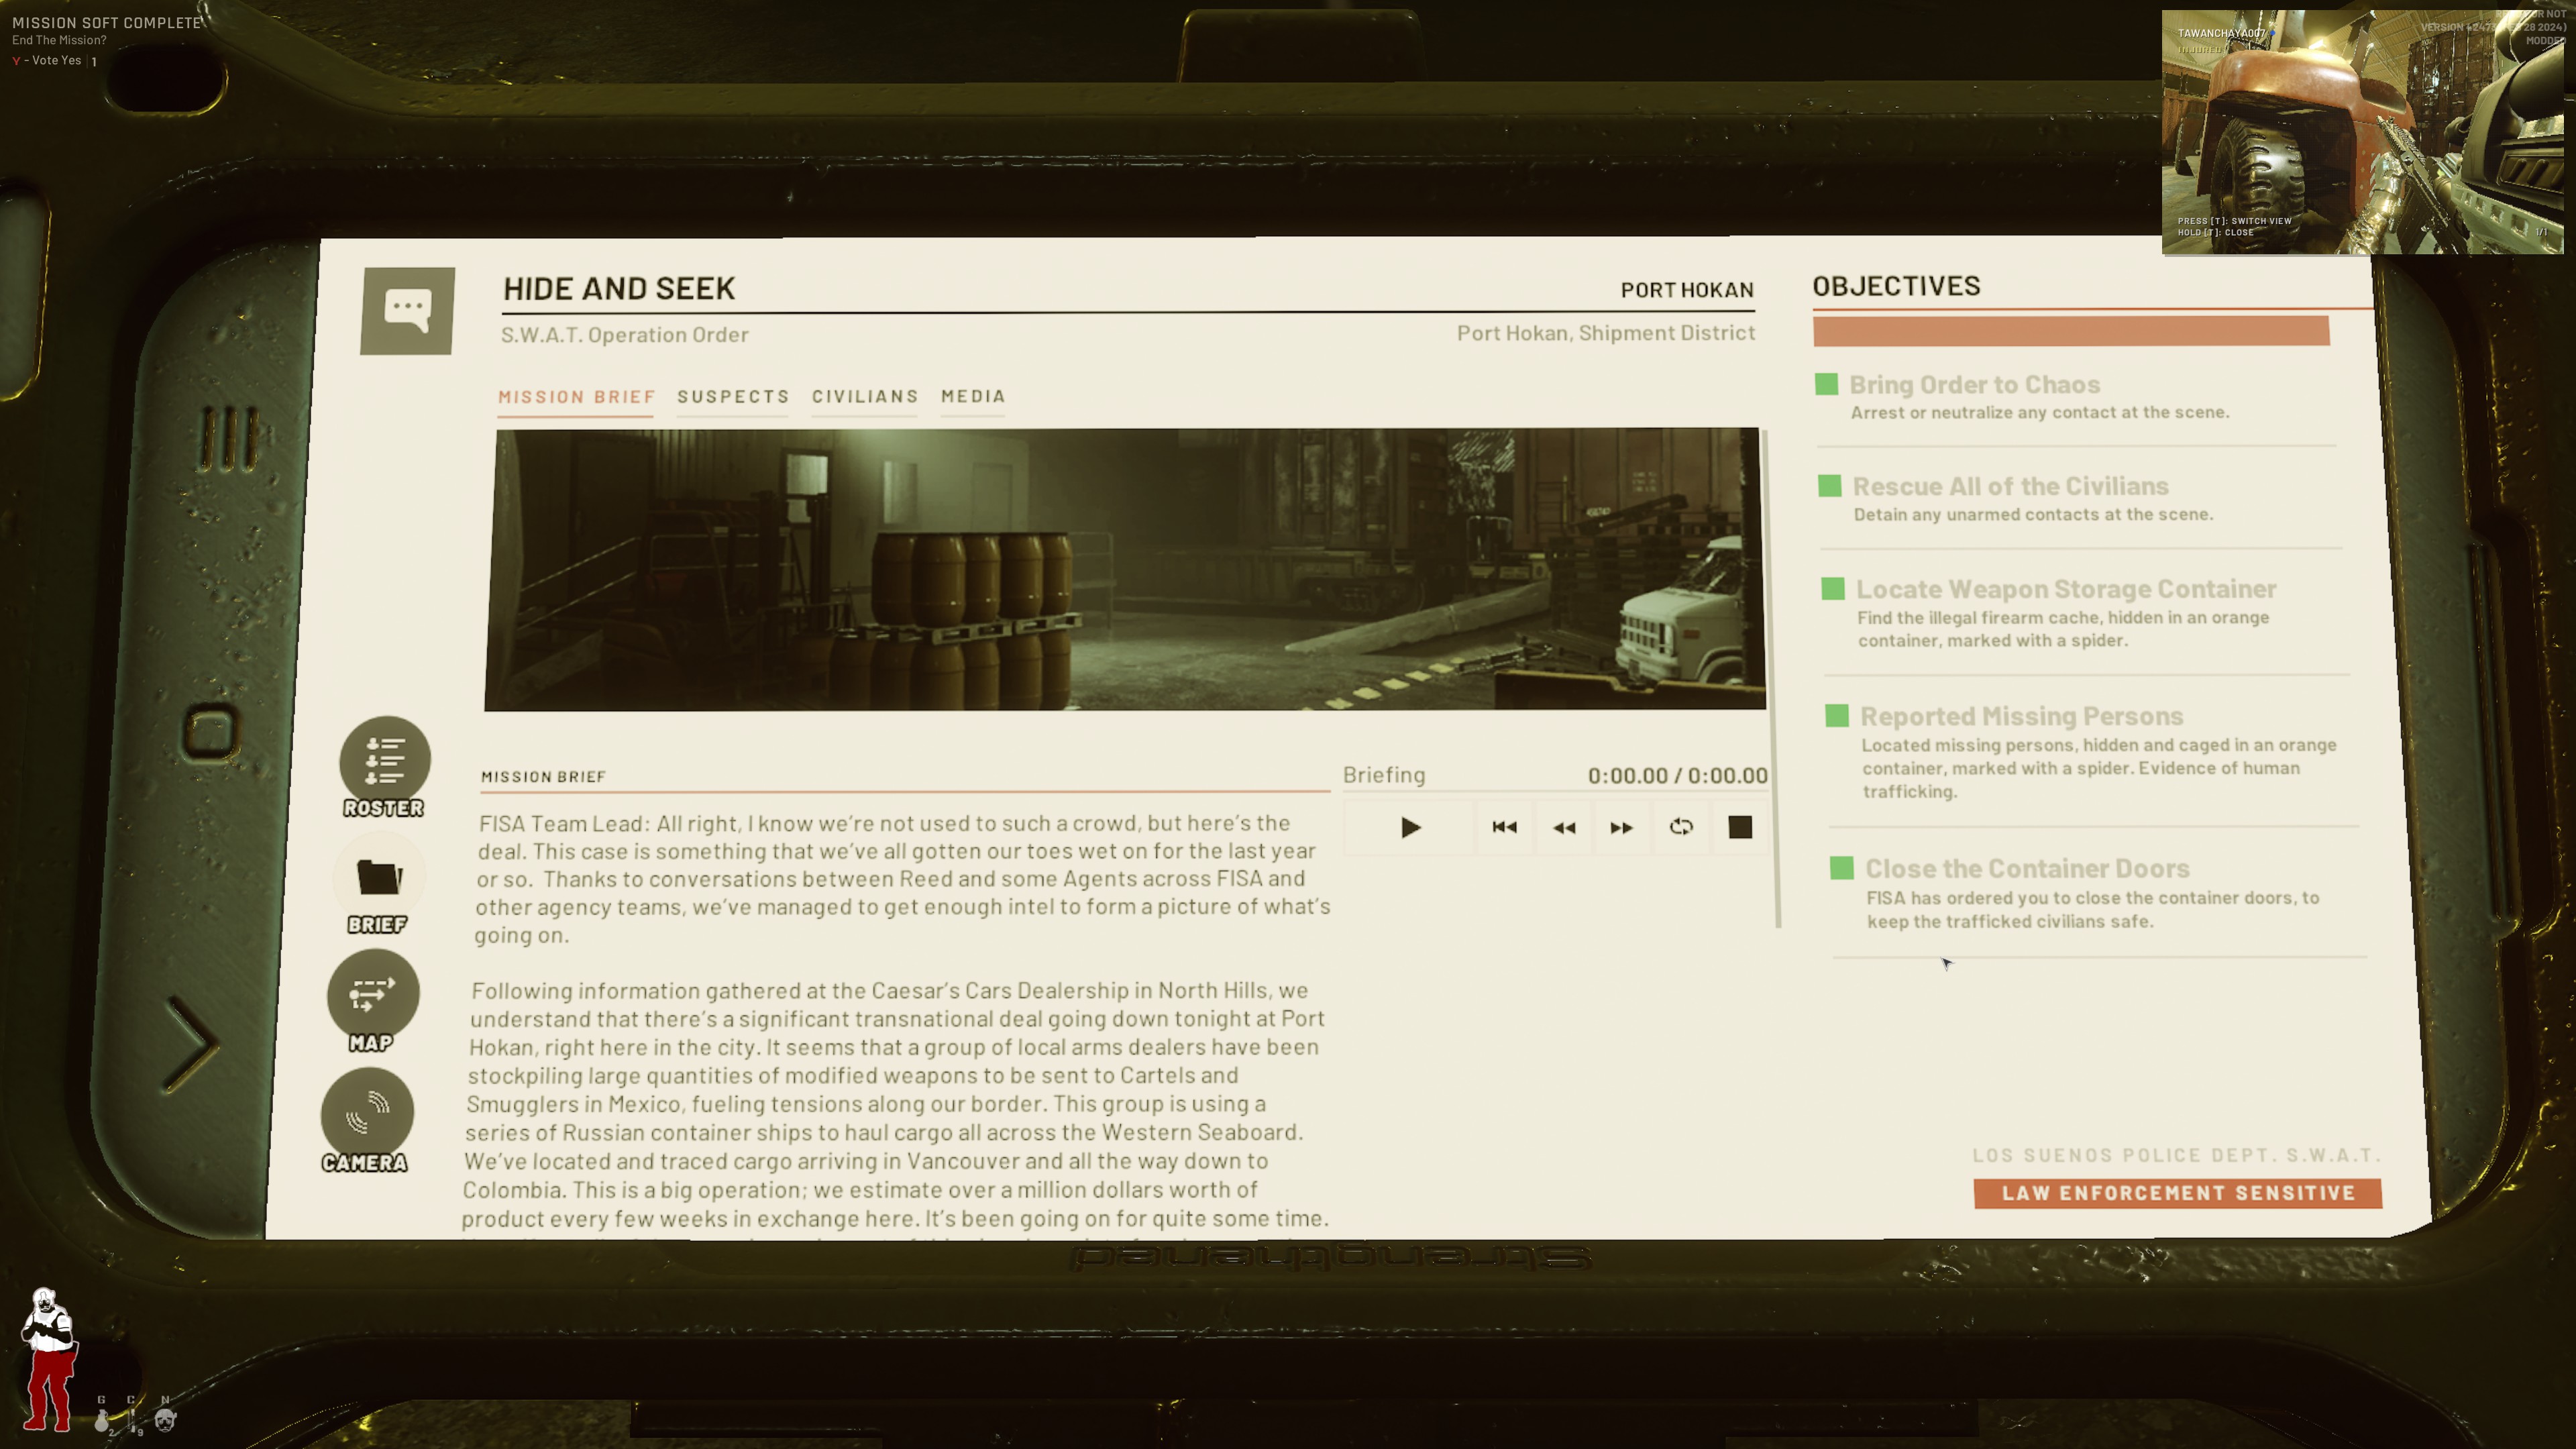 MISSION SOFT COMPLETE
End The Mission?
Y - Vote Yes | 1
TAWANCHAYA007
INJURED
MODDED
PRESS [T]: SWITCH VIEW
HOLD [T]: CLOSE
1/1
HIDE AND SEEK
PORT HOKAN
S.W.A.T. Operation Order
Port Hokan, Shipment District
MISSION BRIEF SUSPECTS CIVILIANS MEDIA
MISSION BRIEF
Briefing
0:00.00 / 0:00.00
FISA Team Lead: All right, I know we're not used to such a crowd, but here's the
deal. This case is something that we've all gotten our toes wet on for the last year
or so. Thanks to conversations between Reed and some Agents across FISA and
other agency teams, we've managed to get enough intel to form a picture of what's
going on.
Following information gathered at the Caesar's Cars Dealership in North Hills, we
understand that there's a significant transnational deal going down tonight at Port
Hokan, right here in the city. It seems that a group of local arms dealers have been
stockpiling large quantities of modified weapons to be sent to Cartels and
Smugglers in Mexico, fueling tensions along our border. This group is using a
series of Russian container ships to haul cargo all across the Western Seaboard.
We've located and traced cargo arriving in Vancouver and all the way down to
Colombia. This is a big operation; we estimate over a million dollars worth of
product every few weeks in exchange here. It's been going on for quite some time.
ROSTER
BRIEF
MAP
CAMERA
OBJECTIVES
Bring Order to Chaos
Arrest or neutralize any contact at the scene.
Rescue All of the Civilians
Detain any unarmed contacts at the scene.
Locate Weapon Storage Container
Find the illegal firearm cache, hidden in an orange
container, marked with a spider.
Reported Missing Persons
Located missing persons, hidden and caged in an orange
container, marked with a spider. Evidence of human
trafficking.
Close the Container Doors
FISA has ordered you to close the container doors, to
keep the trafficked civilians safe.
LOS SUENOS POLICE DEPT. S.W.A.T.
LAW ENFORCEMENT SENSITIVE
Strengthened
G C N
2 9